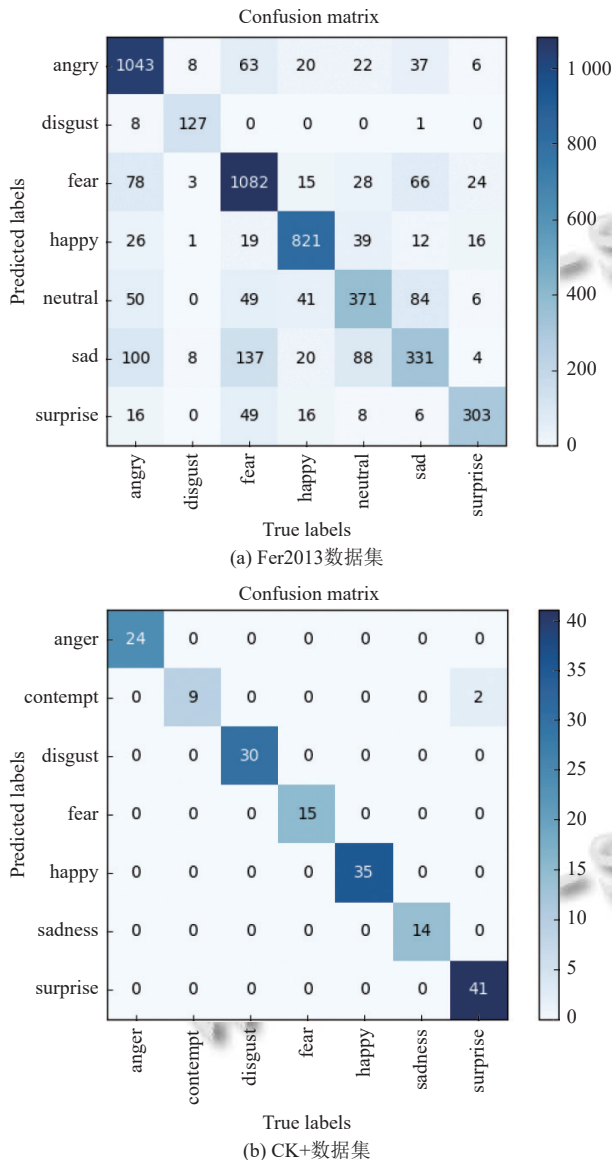 Confusion matrix
Predicted labels
angry 1043 8 63 20 22 37 6
disgust 8 127 0 0 0 1 0
fear 78 3 1082 15 28 66 24
happy 26 1 19 821 39 12 16
neutral 50 0 49 41 371 84 6
sad 100 8 137 20 88 331 4
surprise 16 0 49 16 8 6 303
angry disgust fear happy neutral sad surprise
True labels
1 000
800
600
400
200
0
(a) Fer2013数据集
Confusion matrix
Predicted labels
anger 24 0 0 0 0 0 0
contempt 0 9 0 0 0 0 2
disgust 0 0 30 0 0 0 0
fear 0 0 0 15 0 0 0
happy 0 0 0 0 35 0 0
sadness 0 0 0 0 0 14 0
surprise 0 0 0 0 0 0 41
anger contempt disgust fear happy sadness surprise
True labels
40
35
30
25
20
15
10
5
0
(b) CK+数据集